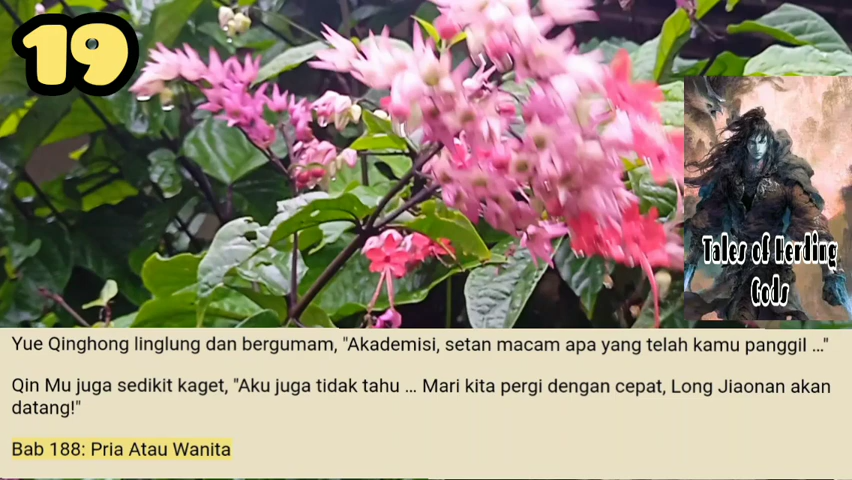 19
Tales of Herding
Gods
Yue Qinghong linglung dan bergumam, "Akademisi, setan macam apa yang telah kamu panggil ..."
Qin Mu juga sedikit kaget, "Aku juga tidak tahu ... Mari kita pergi dengan cepat, Long Jiaonan akan
datang!"
Bab 188: Pria Atau Wanita